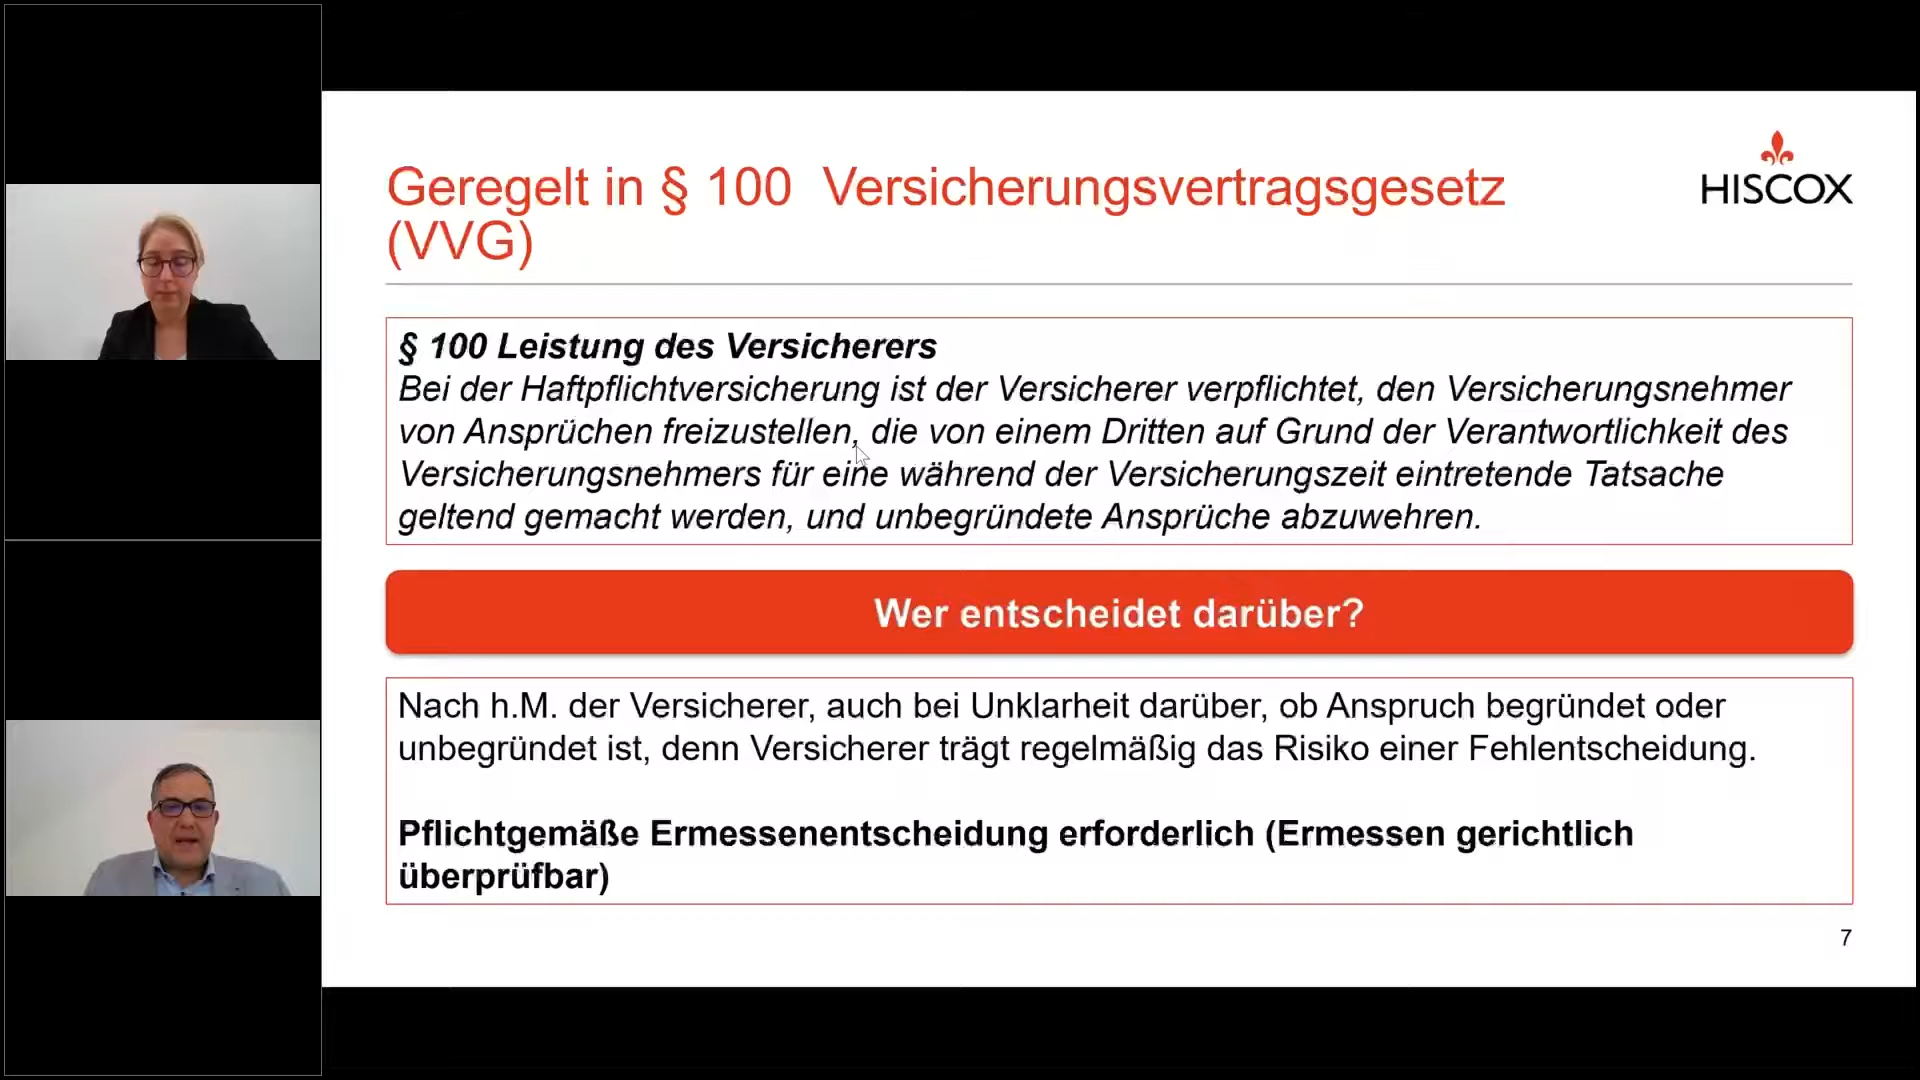 Geregelt in § 100  Versicherungsvertragsgesetz
(VVG)
HISCOX
§ 100 Leistung des Versicherers
Bei der Haftpflichtversicherung ist der Versicherer verpflichtet, den Versicherungsnehmer
von Ansprüchen freizustellen, die von einem Dritten auf Grund der Verantwortlichkeit des
Versicherungsnehmers für eine während der Versicherungszeit eintretende Tatsache
geltend gemacht werden, und unbegründete Ansprüche abzuwehren.
Wer entscheidet darüber?
Nach h.M. der Versicherer, auch bei Unklarheit darüber, ob Anspruch begründet oder
unbegründet ist, denn Versicherer trägt regelmäßig das Risiko einer Fehlentscheidung.
Pflichtgemäße Ermessenentscheidung erforderlich (Ermessen gerichtlich
überprüfbar)
7